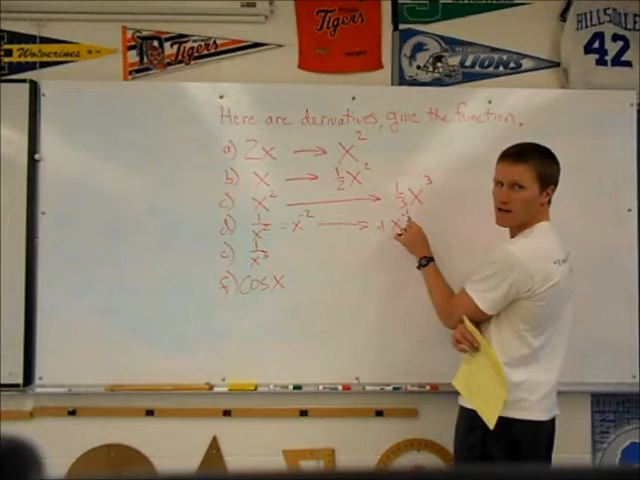 Wolverines
Tigers
Tigers
LIONS
HILLSDALE
42
Here are derivatives, give the function.
a) 2x → x²
b) x → ½x²
c) x² → ⅓x³
d) 1/x² = x⁻² → -1x⁻¹
e) 1/x³
f) cos x